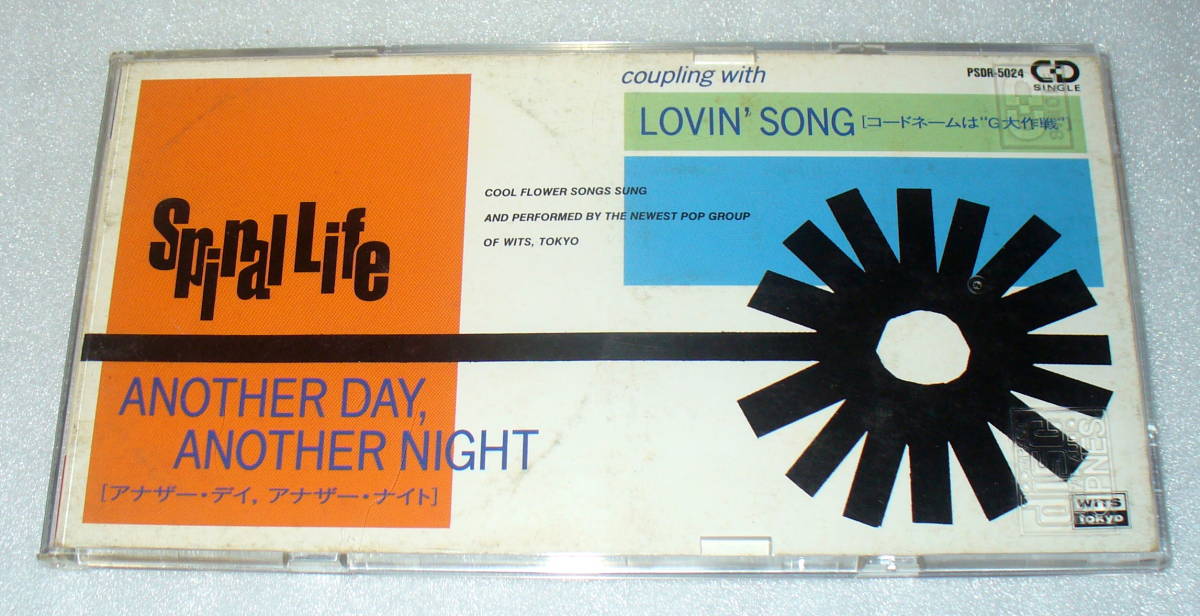 coupling with
PSDR-5024
CD
SINGLE
LOVIN' SONG [コードネームは“G大作戦”]
COOL FLOWER SONGS SUNG
AND PERFORMED BY THE NEWEST POP GROUP
OF WITS, TOKYO
Spiral Life
ANOTHER DAY,
ANOTHER NIGHT
[アナザー・デイ, アナザー・ナイト]
WITS
TOKYO